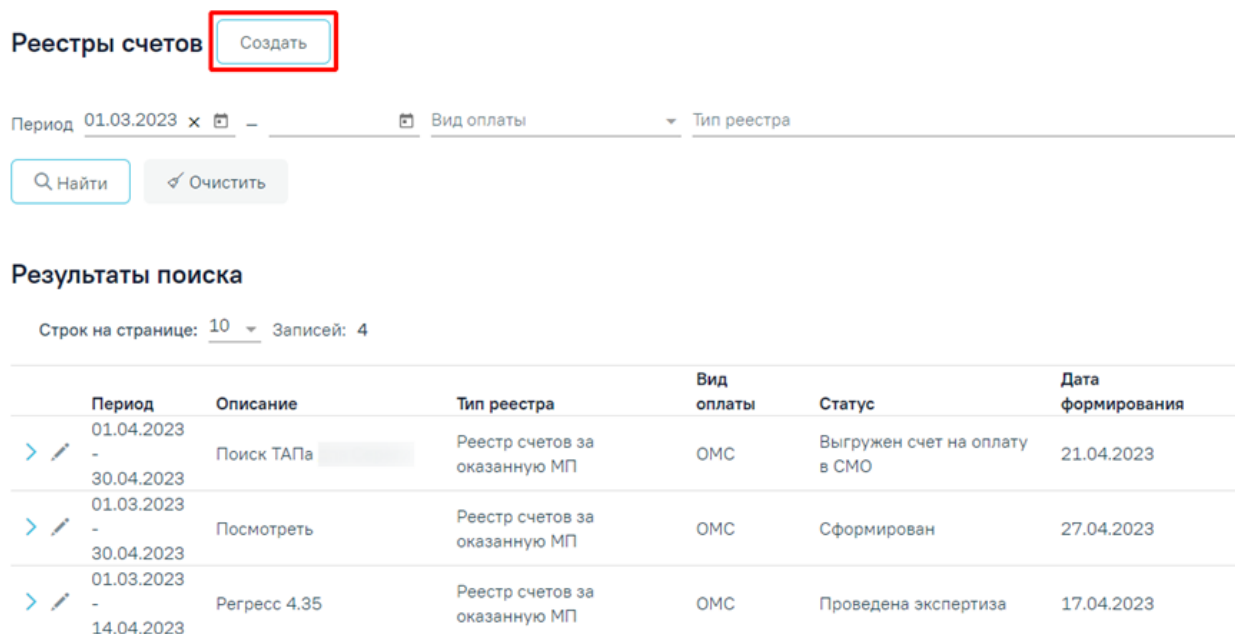 Реестры счетов Создать
Период 01.03.2023 × – Вид оплаты Тип реестра
Найти Очистить
Результаты поиска
Строк на странице: 10 Записей: 4
Период Описание Тип реестра Вид оплаты Статус Дата формирования
01.04.2023 - 30.04.2023 Поиск ТАПа Реестр счетов за оказанную МП ОМС Выгружен счет на оплату в СМО 21.04.2023
01.03.2023 - 30.04.2023 Посмотреть Реестр счетов за оказанную МП ОМС Сформирован 27.04.2023
01.03.2023 - 14.04.2023 Регресс 4.35 Реестр счетов за оказанную МП ОМС Проведена экспертиза 17.04.2023